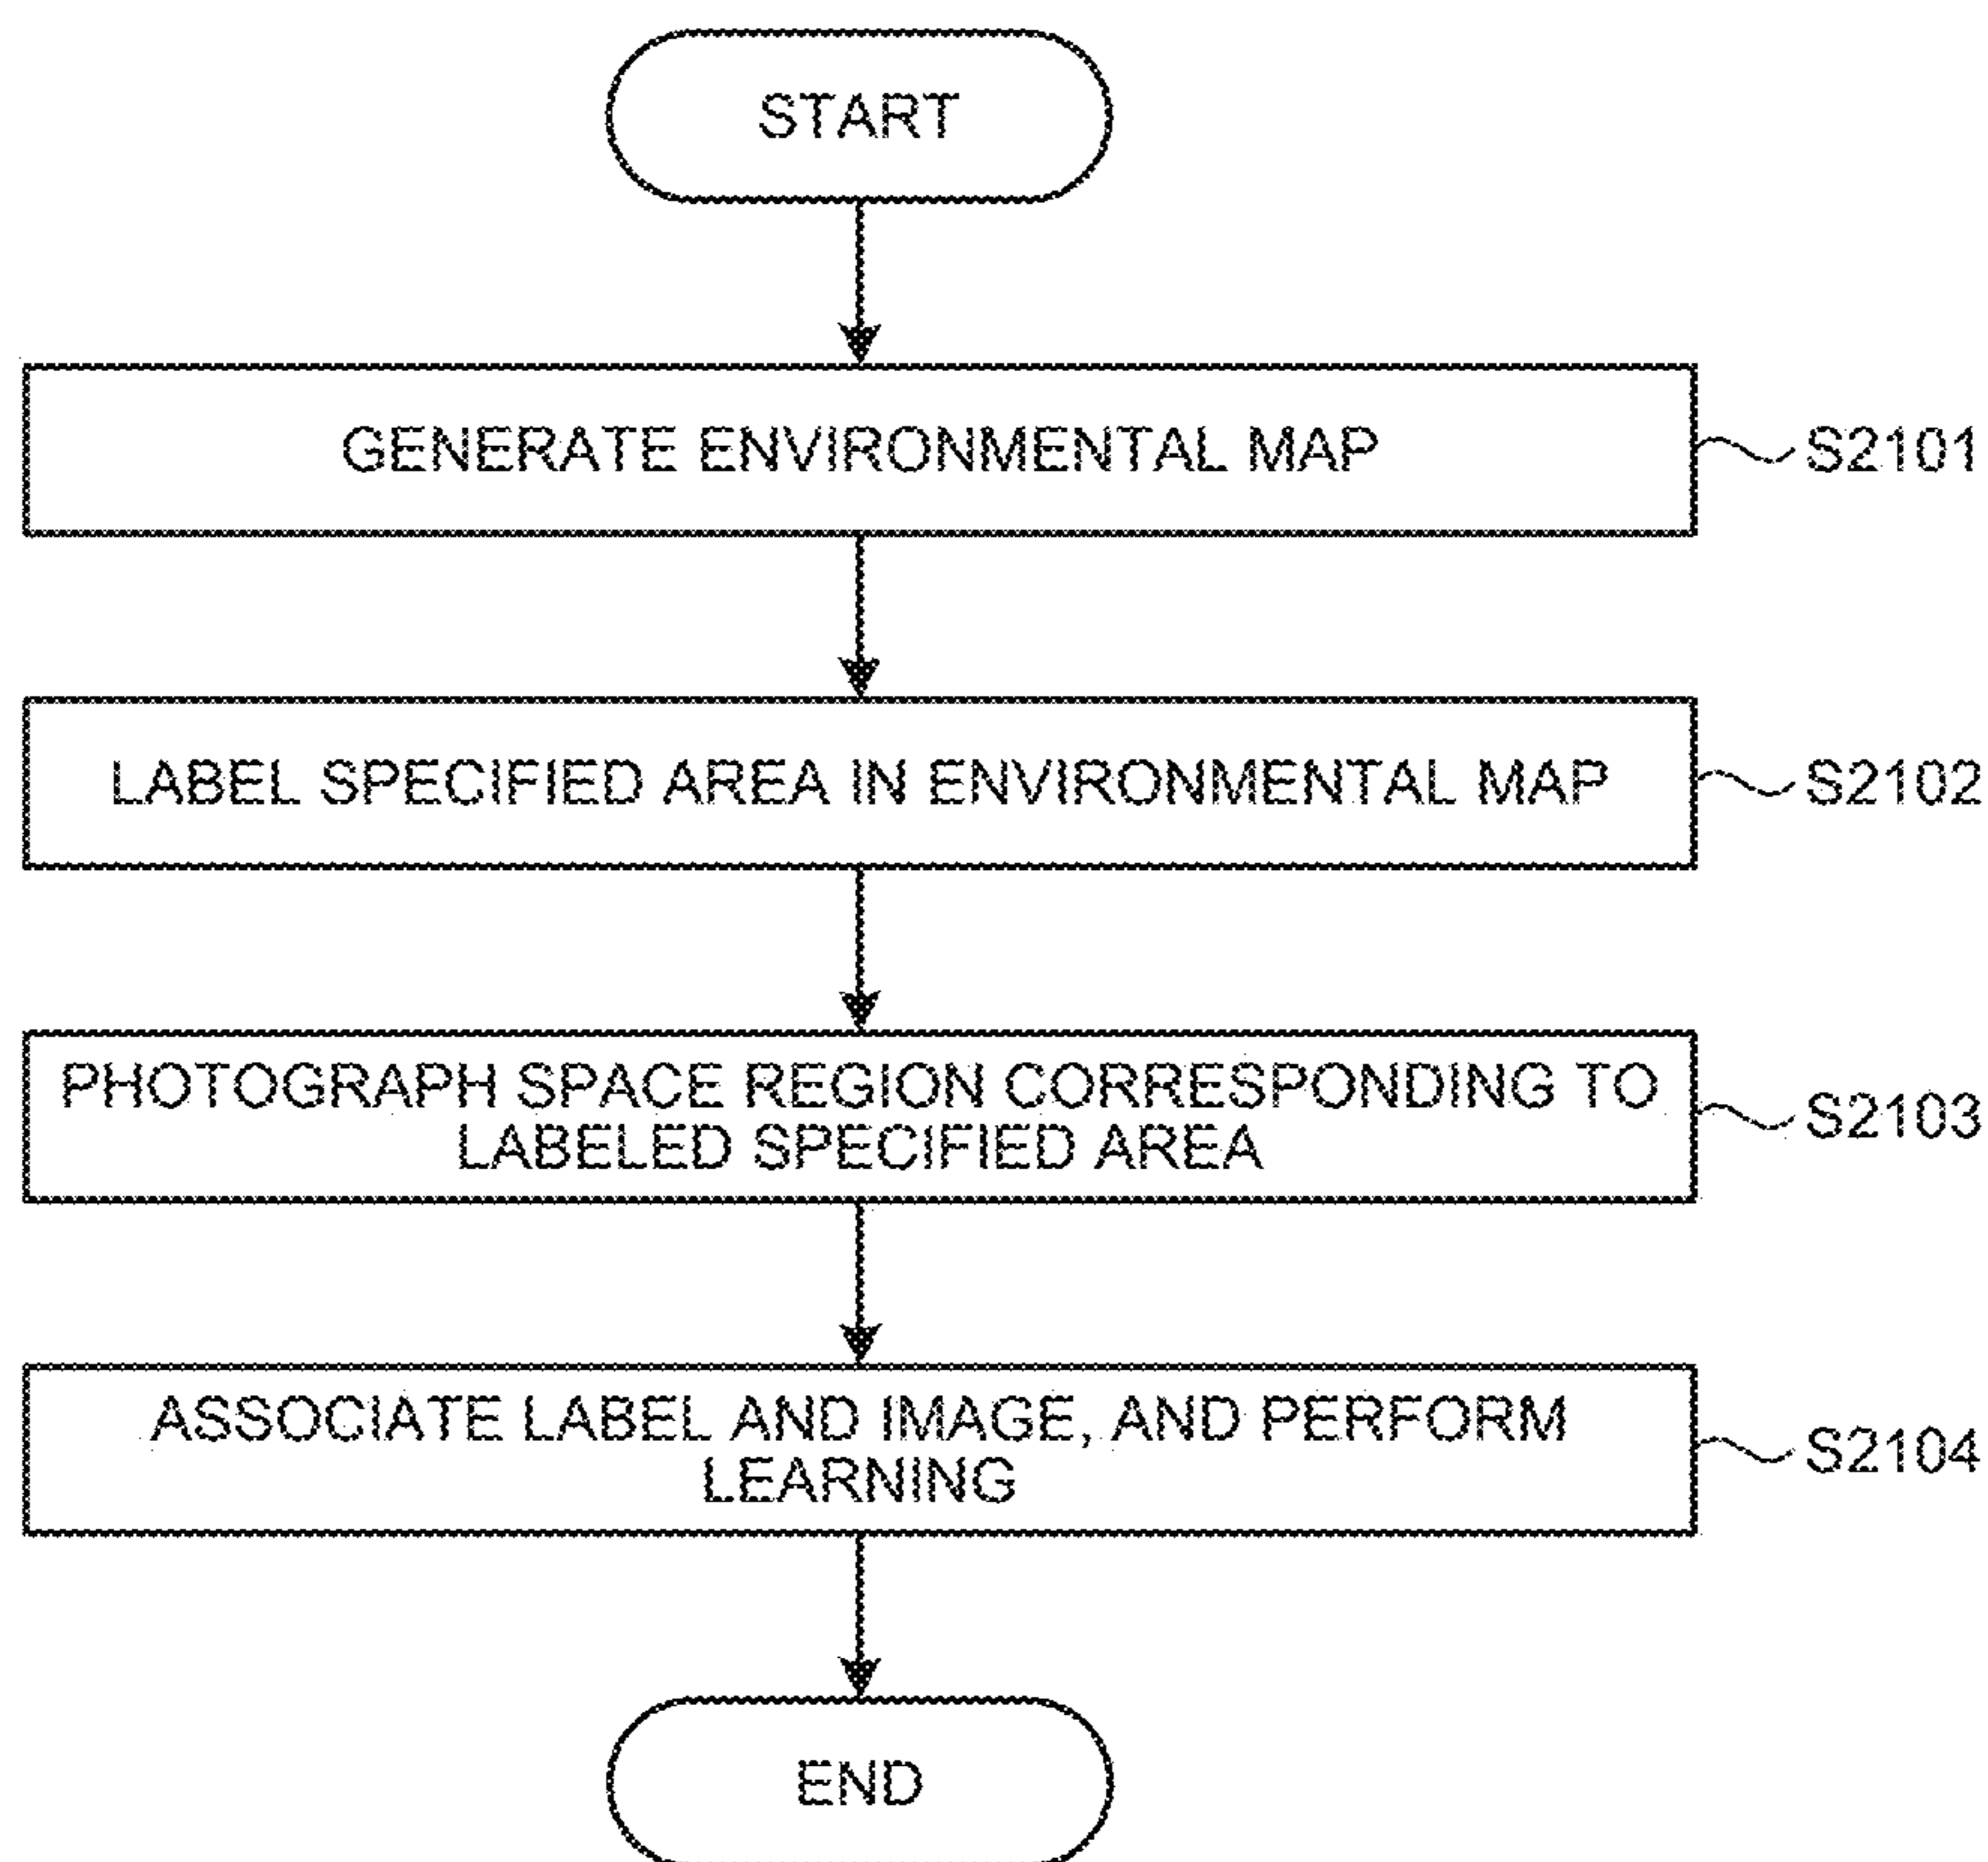 START
GENERATE ENVIRONMENTAL MAP
S2101
LABEL SPECIFIED AREA IN ENVIRONMENTAL MAP
S2102
PHOTOGRAPH SPACE REGION CORRESPONDING TO
LABELED SPECIFIED AREA
S2103
ASSOCIATE LABEL AND IMAGE, AND PERFORM
LEARNING
S2104
END